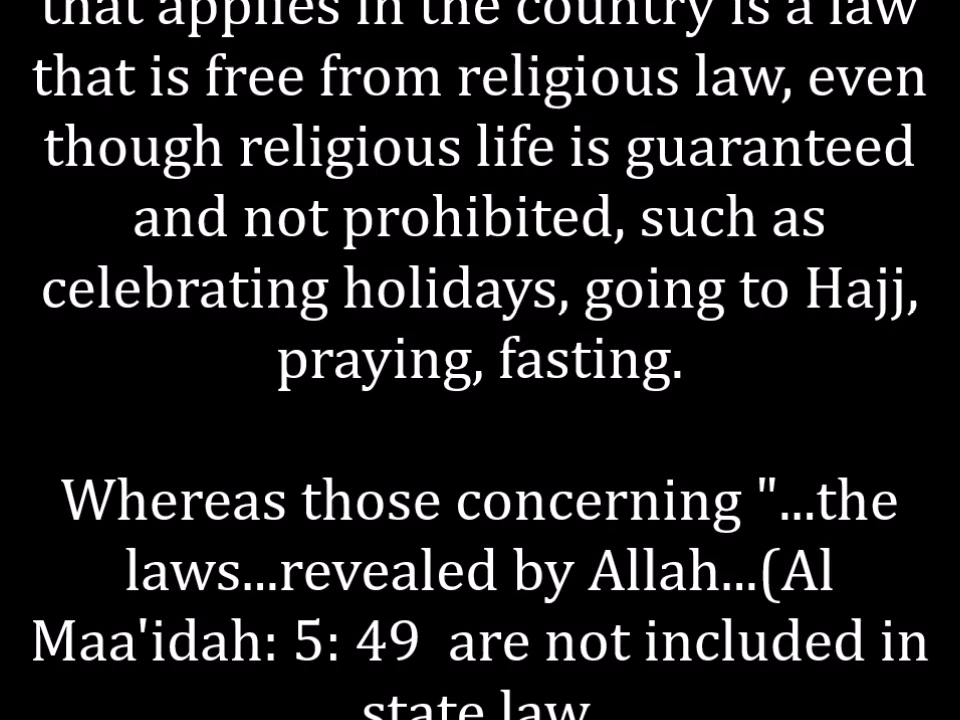 that applies in the country is a law
that is free from religious law, even
though religious life is guaranteed
and not prohibited, such as
celebrating holidays, going to Hajj,
praying, fasting.
Whereas those concerning "...the
laws...revealed by Allah...(Al
Maa'idah: 5: 49  are not included in
state law